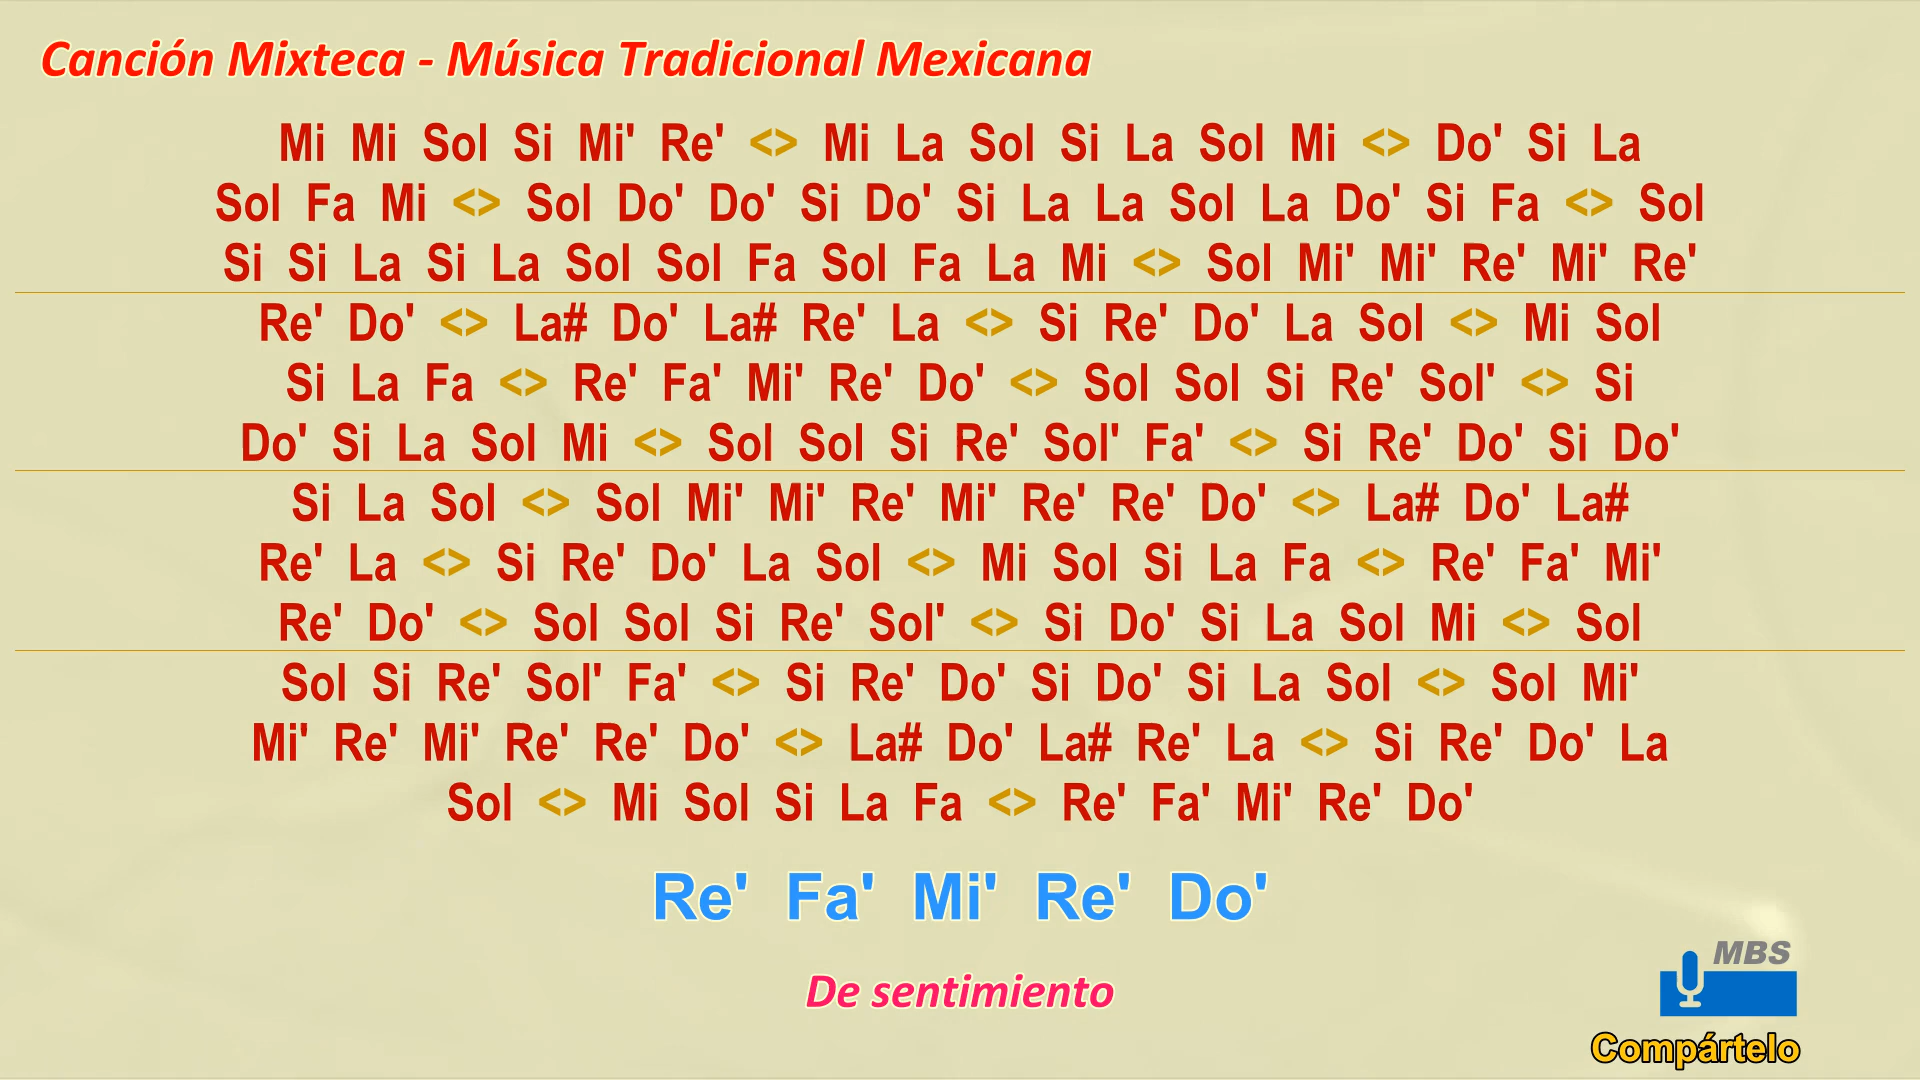 Canción Mixteca - Música Tradicional Mexicana
Mi Mi Sol Si Mi' Re' <> Mi La Sol Si La Sol Mi <> Do' Si La
Sol Fa Mi <> Sol Do' Do' Si Do' Si La La Sol La Do' Si Fa <> Sol
Si Si La Si La Sol Sol Fa Sol Fa La Mi <> Sol Mi' Mi' Re' Mi' Re'
Re' Do' <> La# Do' La# Re' La <> Si Re' Do' La Sol <> Mi Sol
Si La Fa <> Re' Fa' Mi' Re' Do' <> Sol Sol Si Re' Sol' <> Si
Do' Si La Sol Mi <> Sol Sol Si Re' Sol' Fa' <> Si Re' Do' Si Do'
Si La Sol <> Sol Mi' Mi' Re' Mi' Re' Re' Do' <> La# Do' La#
Re' La <> Si Re' Do' La Sol <> Mi Sol Si La Fa <> Re' Fa' Mi'
Re' Do' <> Sol Sol Si Re' Sol' <> Si Do' Si La Sol Mi <> Sol
Sol Si Re' Sol' Fa' <> Si Re' Do' Si Do' Si La Sol <> Sol Mi'
Mi' Re' Mi' Re' Re' Do' <> La# Do' La# Re' La <> Si Re' Do' La
Sol <> Mi Sol Si La Fa <> Re' Fa' Mi' Re' Do'
Re' Fa' Mi' Re' Do'
De sentimiento
MBS
Compártelo